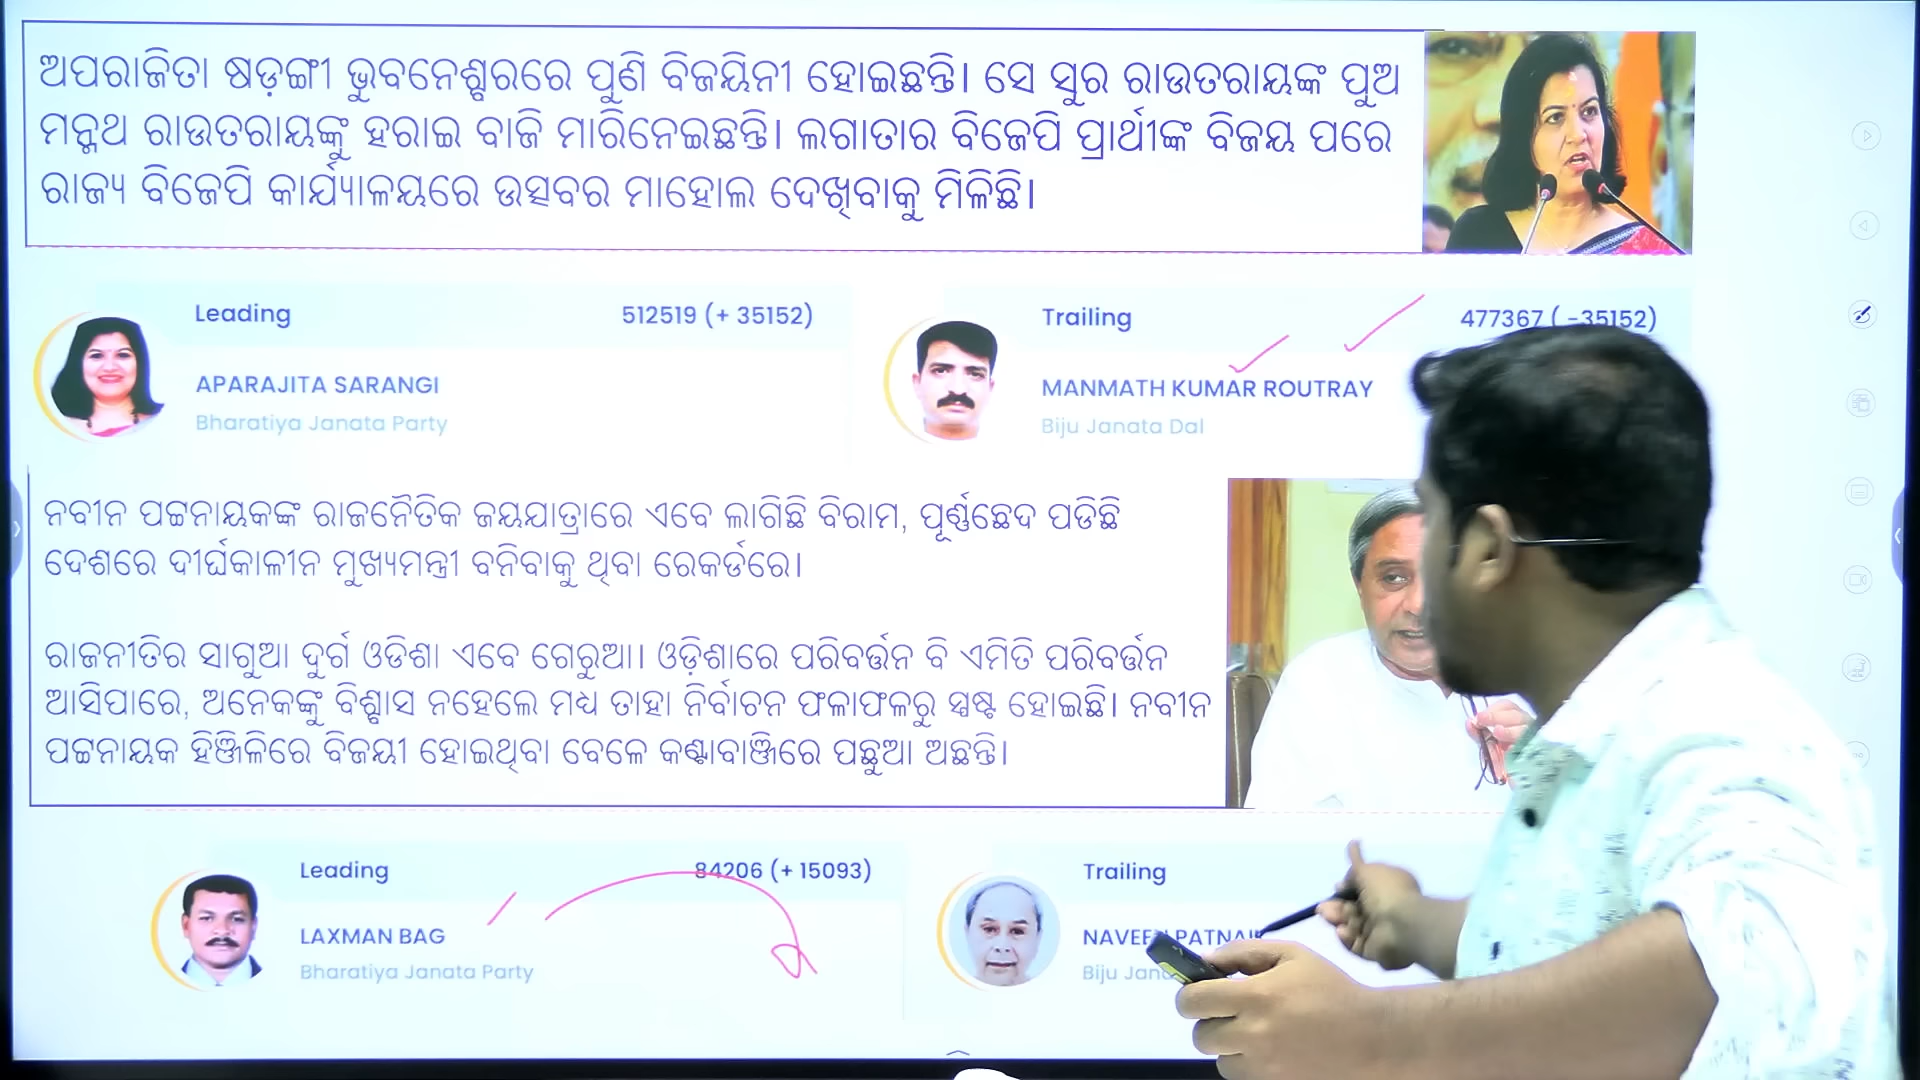 ଅପରାଜିତା ଷଡ଼ଙ୍ଗୀ ଭୁବନେଶ୍ବରରେ ପୁଣି ବିଜୟିନୀ ହୋଇଛନ୍ତି। ସେ ସୁର ରାଉତରାୟଙ୍କ ପୁଅ
ମନ୍ମଥ ରାଉତରାୟଙ୍କୁ ହରାଇ ବାଜି ମାରିନେଇଛନ୍ତି। ଲଗାତାର ବିଜେପି ପ୍ରାର୍ଥୀଙ୍କ ବିଜୟ ପରେ
ରାଜ୍ୟ ବିଜେପି କାର୍ଯ୍ୟାଳୟରେ ଉତ୍ସବର ମାହୋଲ ଦେଖିବାକୁ ମିଳିଛି।
Leading 512519 (+ 35152)
APARAJITA SARANGI
Bharatiya Janata Party
Trailing 477367 ( -35152)
MANMATH KUMAR ROUTRAY
Biju Janata Dal
ନବୀନ ପଟ୍ଟନାୟକଙ୍କ ରାଜନୈତିକ ଜୟଯାତ୍ରାରେ ଏବେ ଲାଗିଛି ବିରାମ, ପୂର୍ଣ୍ଣଛେଦ ପଡିଛି
ଦେଶରେ ଦୀର୍ଘକାଳୀନ ମୁଖ୍ୟମନ୍ତ୍ରୀ ବନିବାକୁ ଥିବା ରେକର୍ଡରେ।
ରାଜନୀତିର ସାଗୁଆ ଦୁର୍ଗ ଓଡିଶା ଏବେ ଗେରୁଆ। ଓଡ଼ିଶାରେ ପରିବର୍ତ୍ତନ ବି ଏମିତି ପରିବର୍ତ୍ତନ
ଆସିପାରେ, ଅନେକଙ୍କୁ ବିଶ୍ବାସ ନହେଲେ ମଧ୍ୟ ତାହା ନିର୍ବାଚନ ଫଳାଫଳରୁ ସ୍ପଷ୍ଟ ହୋଇଛି। ନବୀନ
ପଟ୍ଟନାୟକ ହିଞ୍ଜିଳିରେ ବିଜୟୀ ହୋଇଥିବା ବେଳେ କଣ୍ଟାବାଞ୍ଜିରେ ପଛୁଆ ଅଛନ୍ତି।
Leading 84206 (+ 15093)
LAXMAN BAG
Bharatiya Janata Party
Trailing
Biju